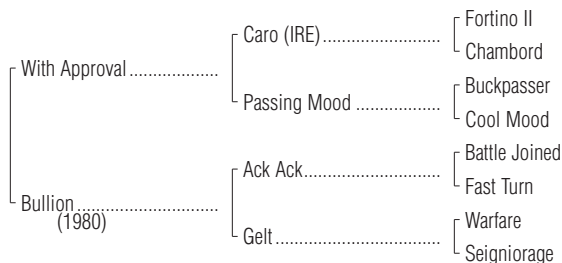 Fortino II
Caro (IRE)
Chambord
With Approval
Buckpasser
Passing Mood
Cool Mood
Battle Joined
Ack Ack
Fast Turn
Bullion
(1980)
Warfare
Gelt
Seigniorage